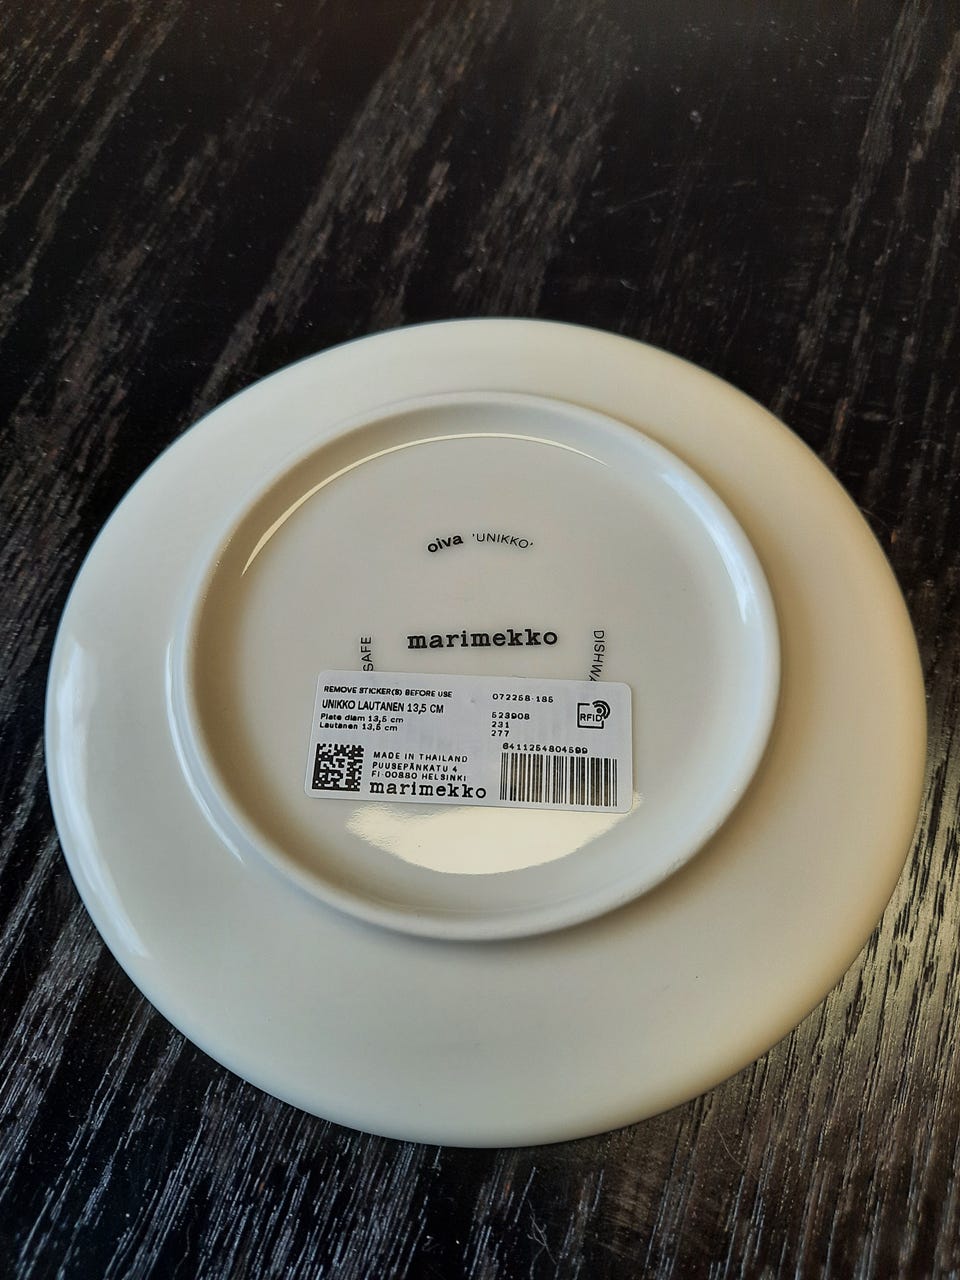 oiva 'UNIKKO'
marimekko
SAFE
DISHWA
REMOVE STICKER(S) BEFORE USE
UNIKKO LAUTANEN 13,5 CM
Plate diam 13,5 cm
Lautanen 13,5 cm
072258 185
523908
231
277
RFID
6411254804599
MADE IN THAILAND
PUUSEPÄNKATU 4
FI-00880 HELSINKI
marimekko